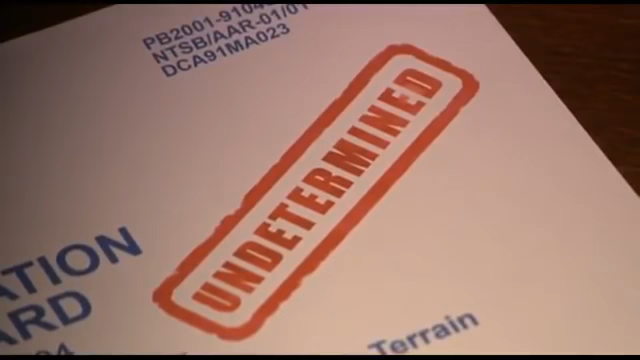 PB2001-9104
NTSB/AAR-01/01
DCA91MA023
UNDETERMINED
ATION
ARD
Terrain